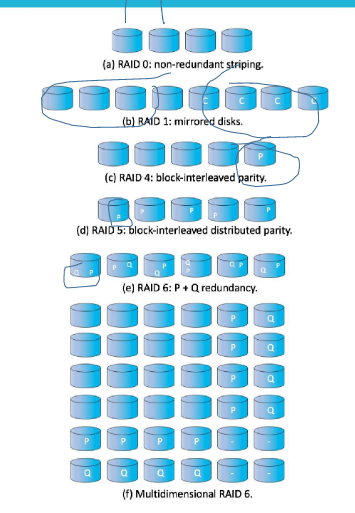 (a) RAID 0: non-redundant striping.
C C C C
(b) RAID 1: mirrored disks.
P
(c) RAID 4: block-interleaved parity.
P P P P P
(d) RAID 5: block-interleaved distributed parity.
Q P P Q Q P Q P Q P Q P
(e) RAID 6: P + Q redundancy.
P Q
P Q
P Q
P Q
P P P P - -
Q Q Q Q - -
(f) Multidimensional RAID 6.